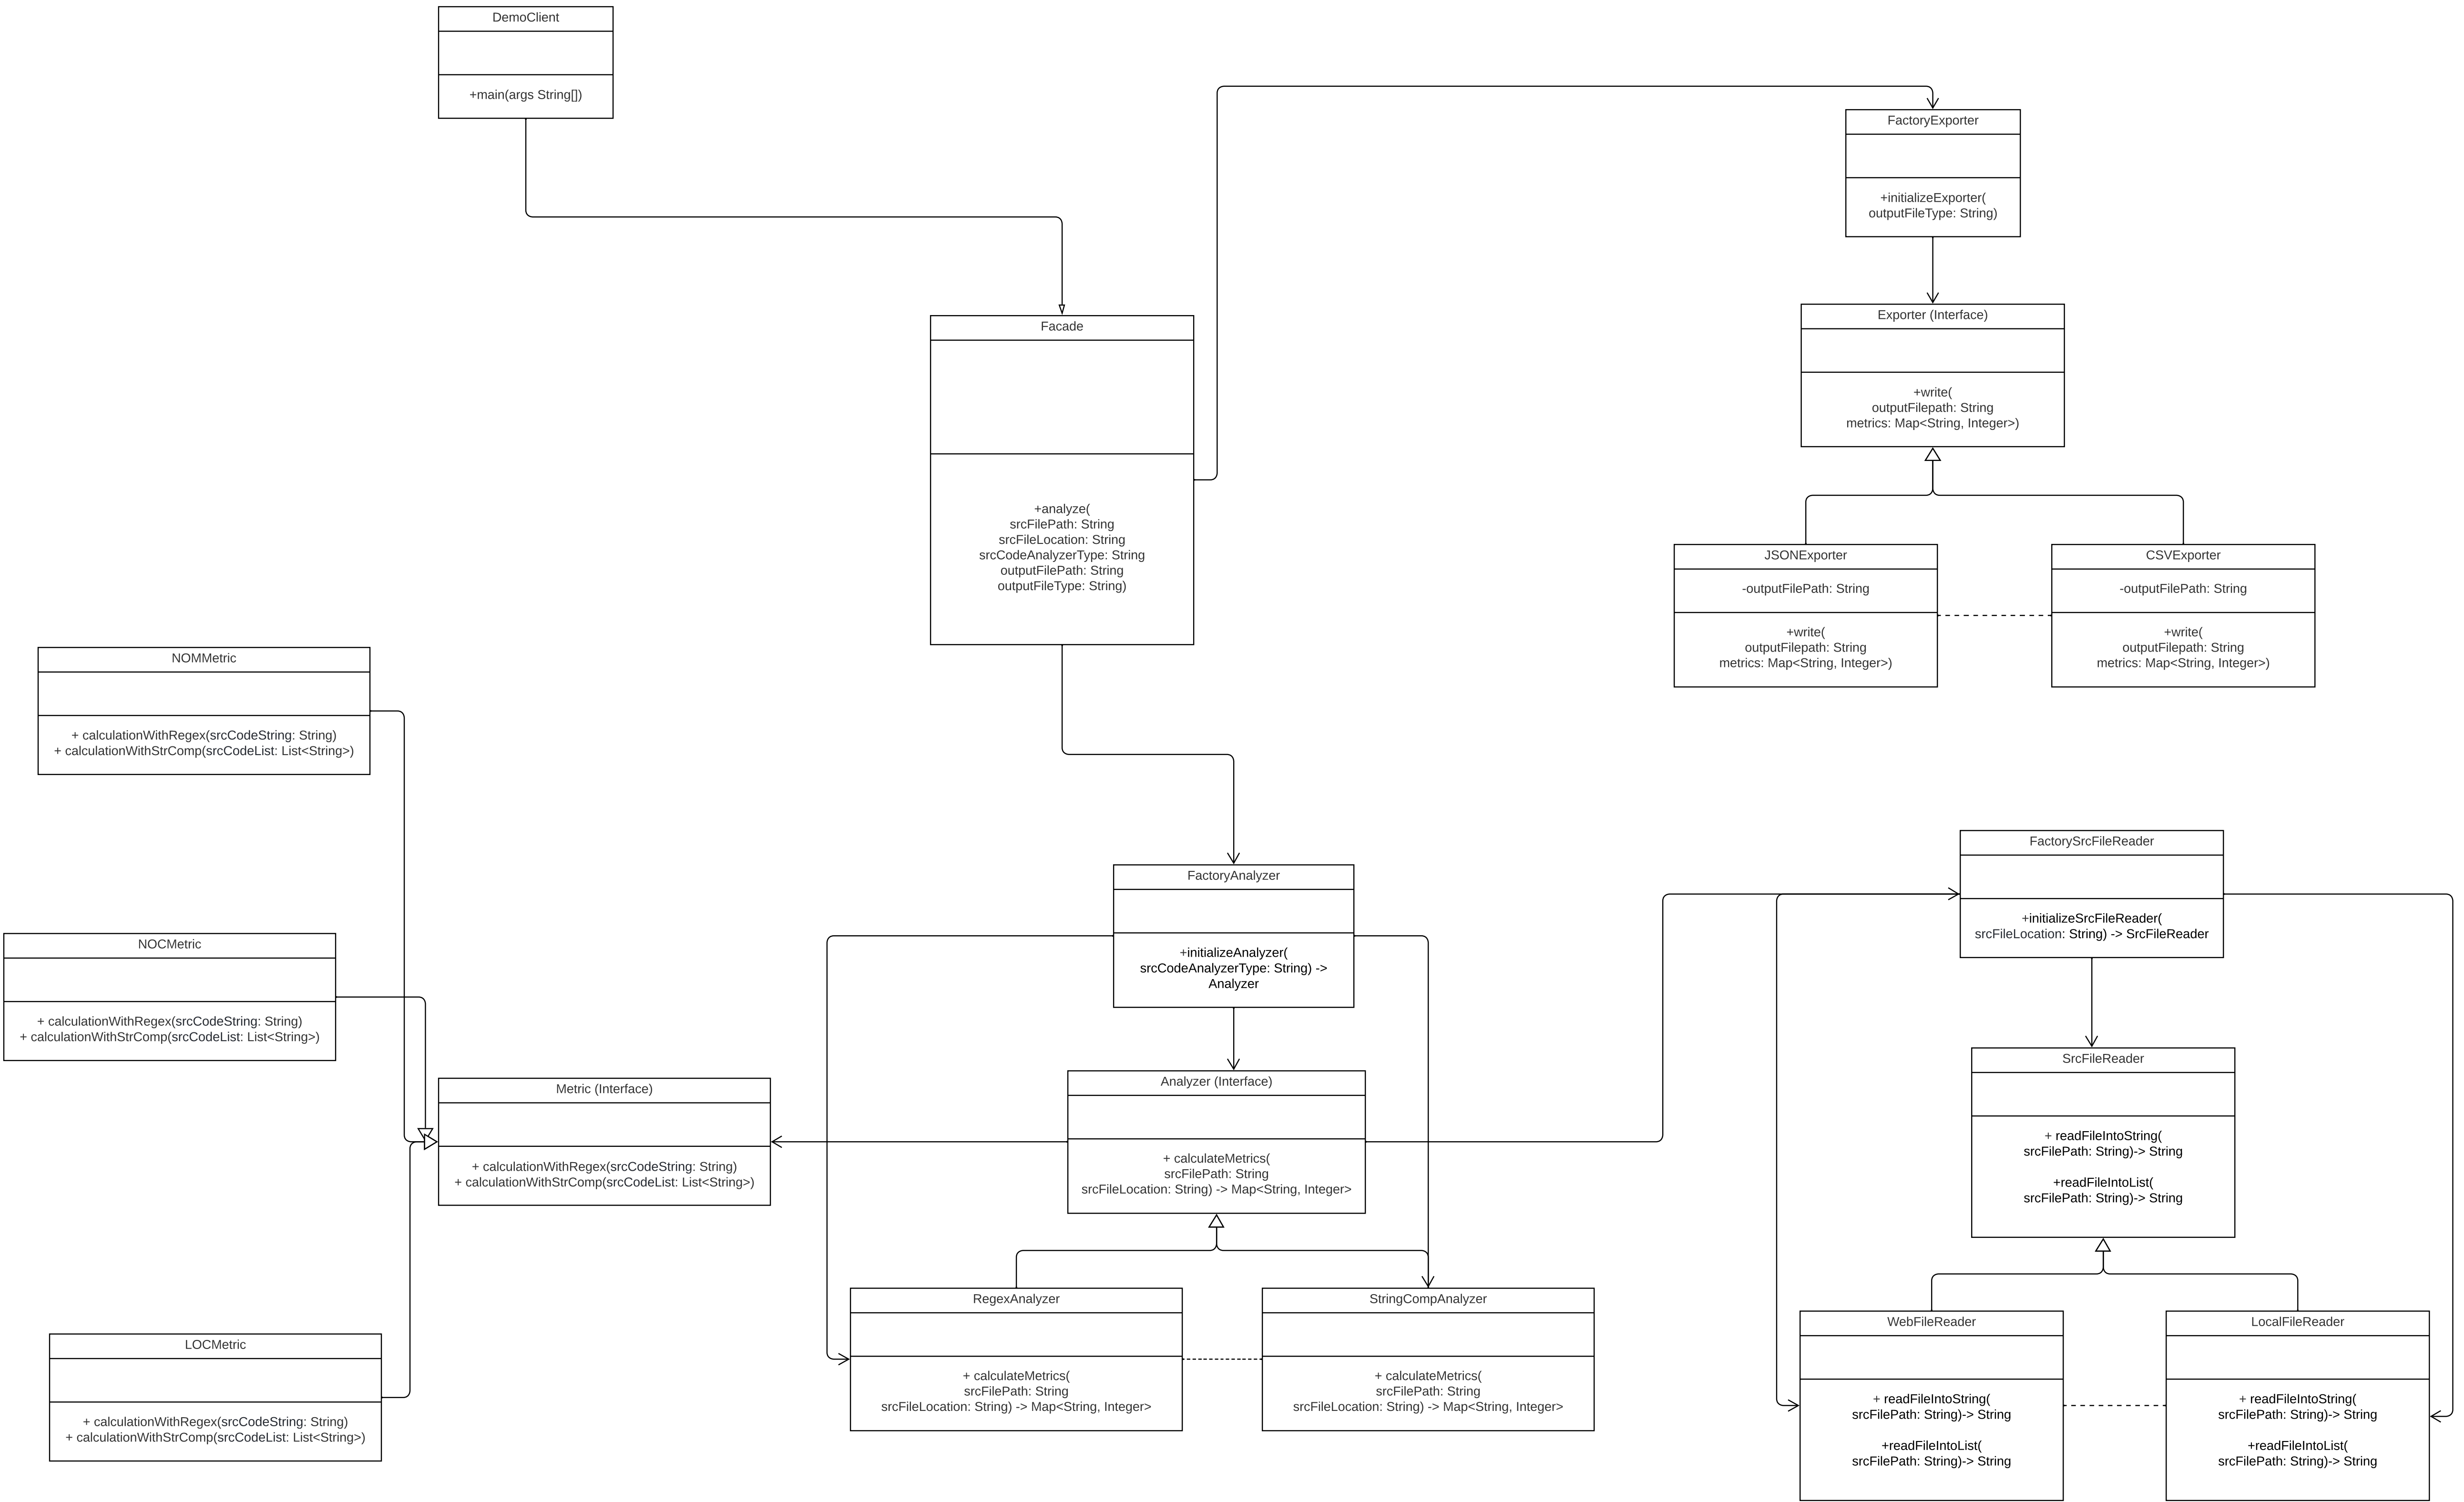 DemoClient
+main(args String[])
FactoryExporter
+initializeExporter(
outputFileType: String)
Exporter (Interface)
+write(
outputFilepath: String
metrics: Map<String, Integer>)
Facade
+analyze(
srcFilePath: String
srcFileLocation: String
srcCodeAnalyzerType: String
outputFilePath: String
outputFileType: String)
JSONExporter
-outputFilePath: String
+write(
outputFilepath: String
metrics: Map<String, Integer>)
CSVExporter
-outputFilePath: String
+write(
outputFilepath: String
metrics: Map<String, Integer>)
NOMMetric
+ calculationWithRegex(srcCodeString: String)
+ calculationWithStrComp(srcCodeList: List<String>)
FactorySrcFileReader
+initializeSrcFileReader(
srcFileLocation: String) -> SrcFileReader
FactoryAnalyzer
+initializeAnalyzer(
srcCodeAnalyzerType: String) ->
Analyzer
NOCMetric
+ calculationWithRegex(srcCodeString: String)
+ calculationWithStrComp(srcCodeList: List<String>)
Metric (Interface)
+ calculationWithRegex(srcCodeString: String)
+ calculationWithStrComp(srcCodeList: List<String>)
Analyzer (Interface)
+ calculateMetrics(
srcFilePath: String
srcFileLocation: String) -> Map<String, Integer>
SrcFileReader
+ readFileIntoString(
srcFilePath: String)-> String
+readFileIntoList(
srcFilePath: String)-> String
LOCMetric
+ calculationWithRegex(srcCodeString: String)
+ calculationWithStrComp(srcCodeList: List<String>)
RegexAnalyzer
+ calculateMetrics(
srcFilePath: String
srcFileLocation: String) -> Map<String, Integer>
StringCompAnalyzer
+ calculateMetrics(
srcFilePath: String
srcFileLocation: String) -> Map<String, Integer>
WebFileReader
+ readFileIntoString(
srcFilePath: String)-> String
+readFileIntoList(
srcFilePath: String)-> String
LocalFileReader
+ readFileIntoString(
srcFilePath: String)-> String
+readFileIntoList(
srcFilePath: String)-> String